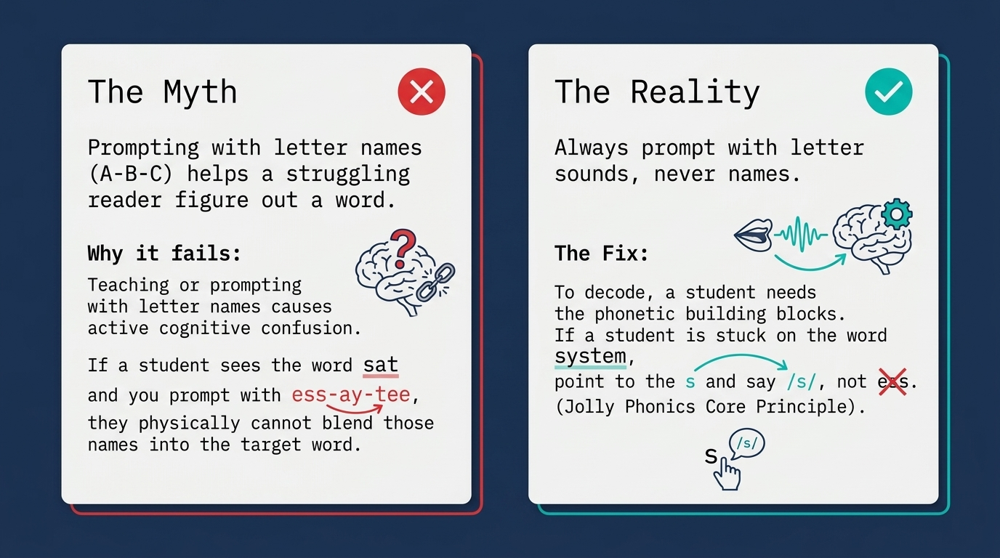 The Myth
Prompting with letter names
(A-B-C) helps a struggling
reader figure out a word.
?
Why it fails:
Teaching or prompting
with letter names causes
active cognitive confusion.
If a student sees the word sat
and you prompt with ess-ay-tee,
they physically cannot blend those
names into the target word.
The Reality
Always prompt with letter
sounds, never names.
The Fix:
To decode, a student needs
the phonetic building blocks.
If a student is stuck on the word
system,
point to the s and say /s/, not ess.
(Jolly Phonics Core Principle).
s /s/